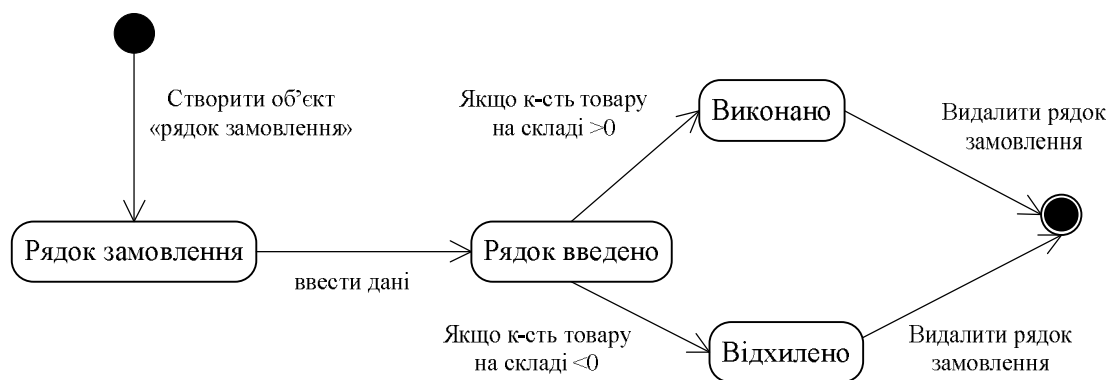 Створити об’єкт
«рядок замовлення»
Рядок замовлення
ввести дані
Рядок введено
Якщо к-сть товару
на складі >0
Виконано
Видалити рядок
замовлення
Якщо к-сть товару
на складі <0
Відхилено
Видалити рядок
замовлення